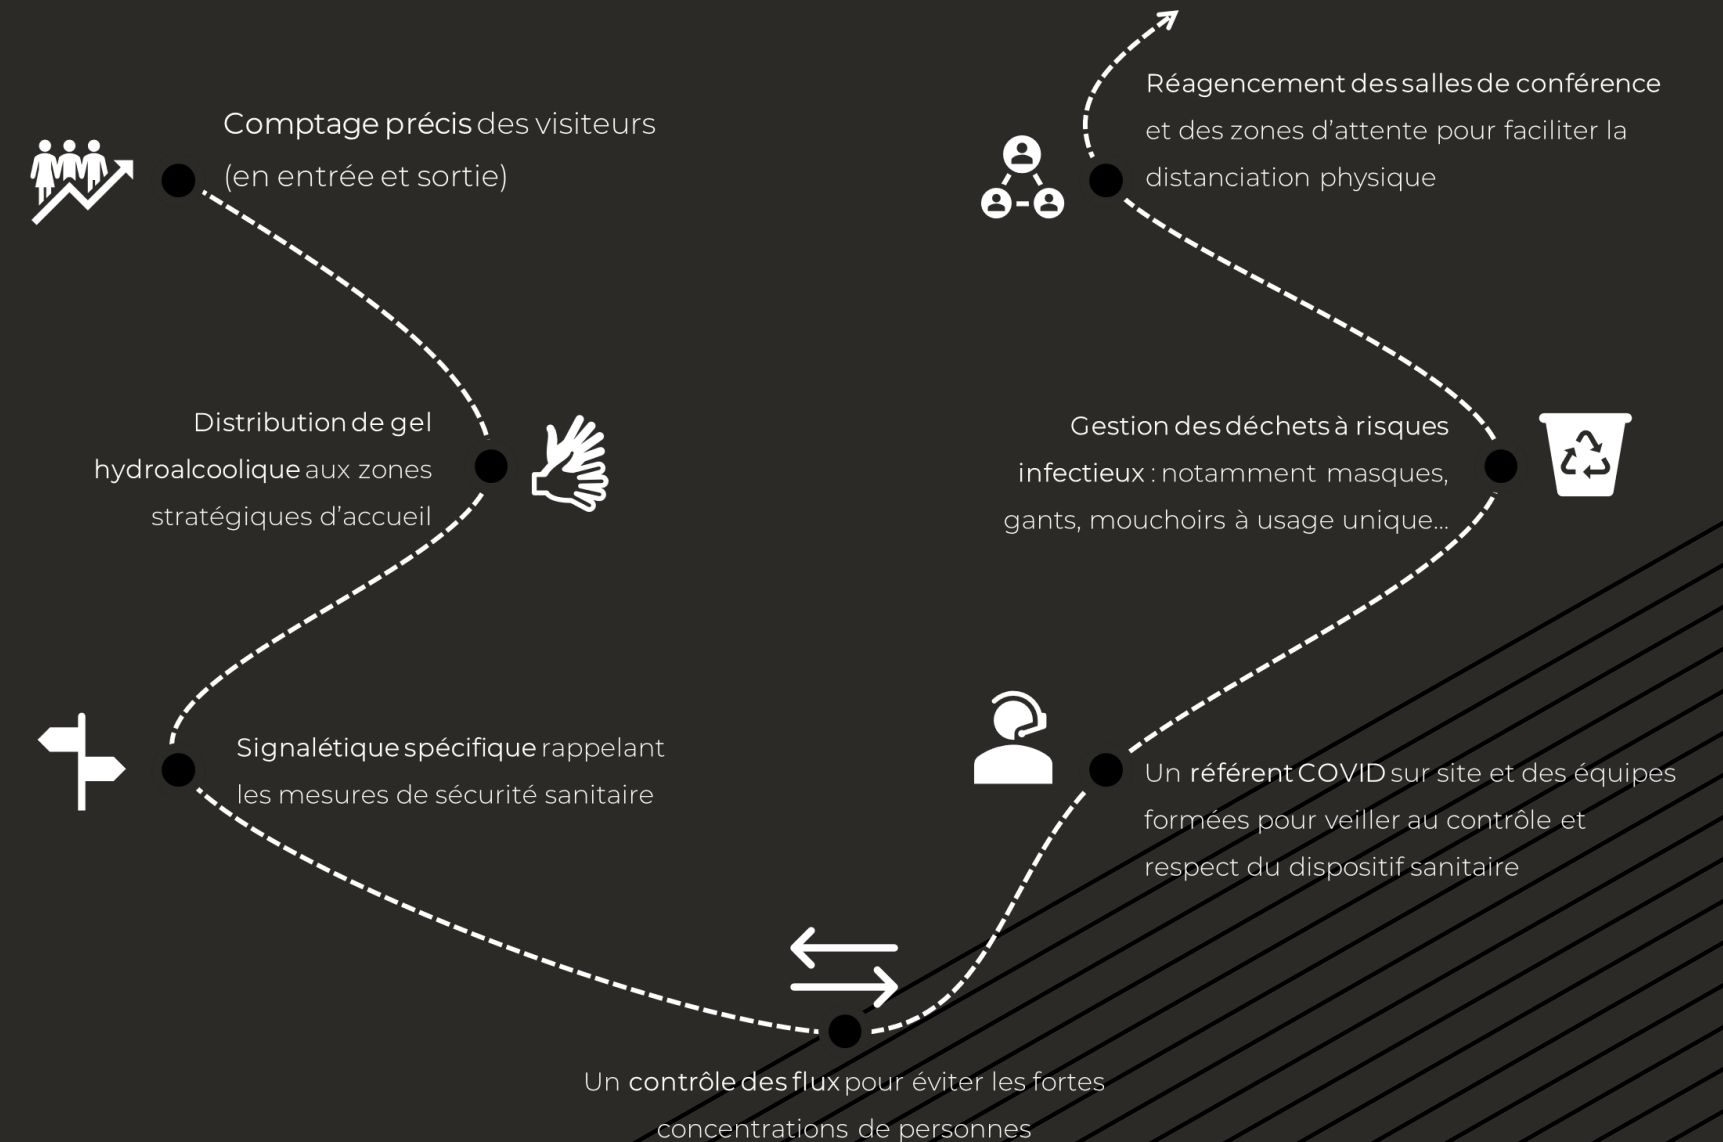 Comptage précis des visiteurs
(en entrée et sortie)
Distribution de gel
hydroalcoolique aux zones
stratégiques d’accueil
Signalétique spécifique rappelant
les mesures de sécurité sanitaire
Un contrôle des flux pour éviter les fortes
concentrations de personnes
Un référent COVID sur site et des équipes
formées pour veiller au contrôle et
respect du dispositif sanitaire
Gestion des déchets à risques
infectieux : notamment masques,
gants, mouchoirs à usage unique…
Réagencement des salles de conférence
et des zones d’attente pour faciliter la
distanciation physique